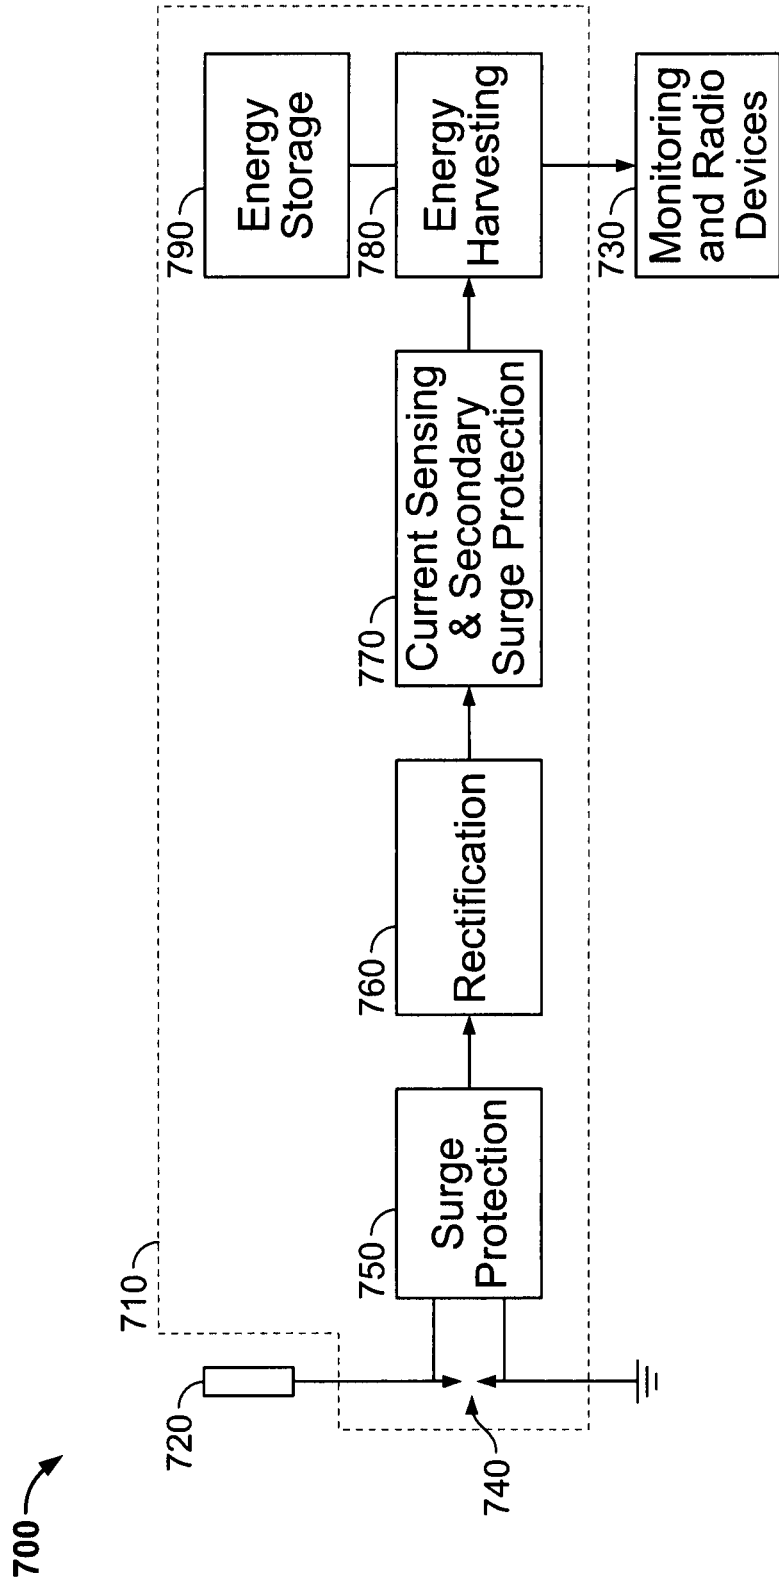 700
710
720
740
750
Surge
Protection
760
Rectification
770
Current Sensing
& Secondary
Surge Protection
790
Energy
Storage
780
Energy
Harvesting
730
Monitoring
and Radio
Devices